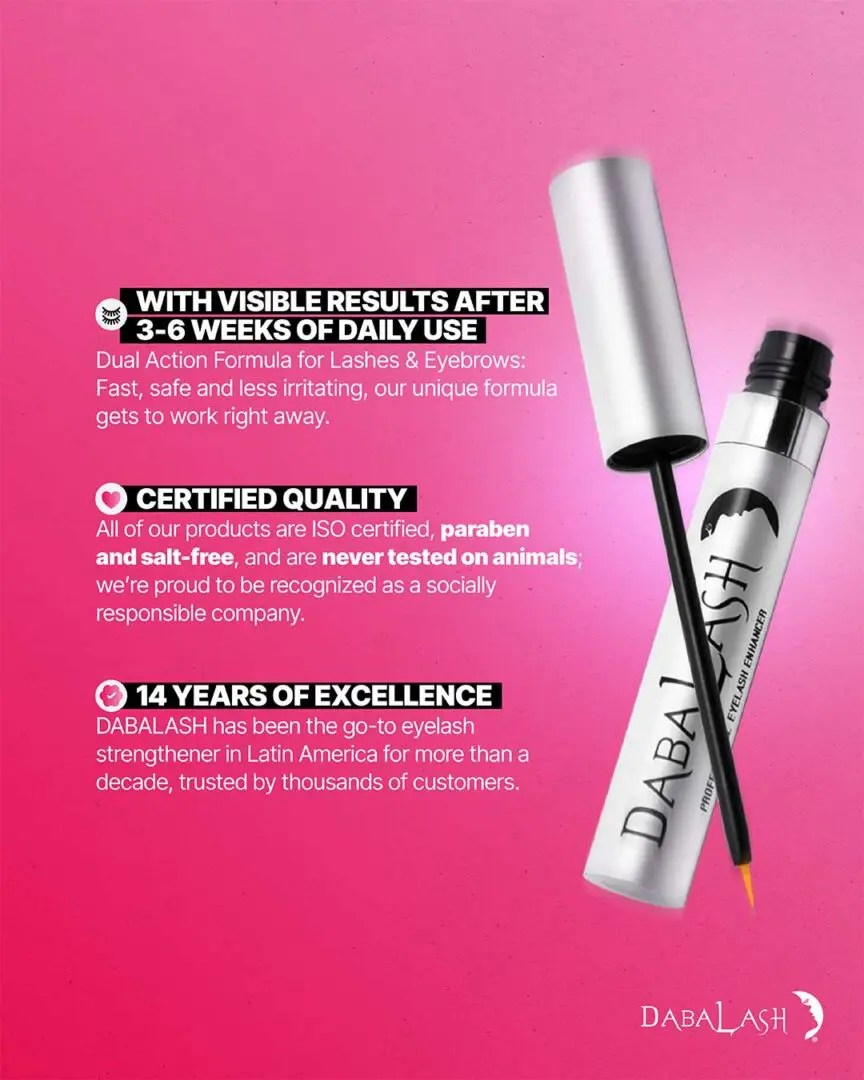 WITH VISIBLE RESULTS AFTER
3-6 WEEKS OF DAILY USE
Dual Action Formula for Lashes & Eyebrows:
Fast, safe and less irritating, our unique formula
gets to work right away.
CERTIFIED QUALITY
All of our products are ISO certified, paraben
and salt-free, and are never tested on animals;
we're proud to be recognized as a socially
responsible company.
14 YEARS OF EXCELLENCE
DABALASH has been the go-to eyelash
strengthener in Latin America for more than a
decade, trusted by thousands of customers.
DABALASH
EYELASH ENHANCER
DABALASH